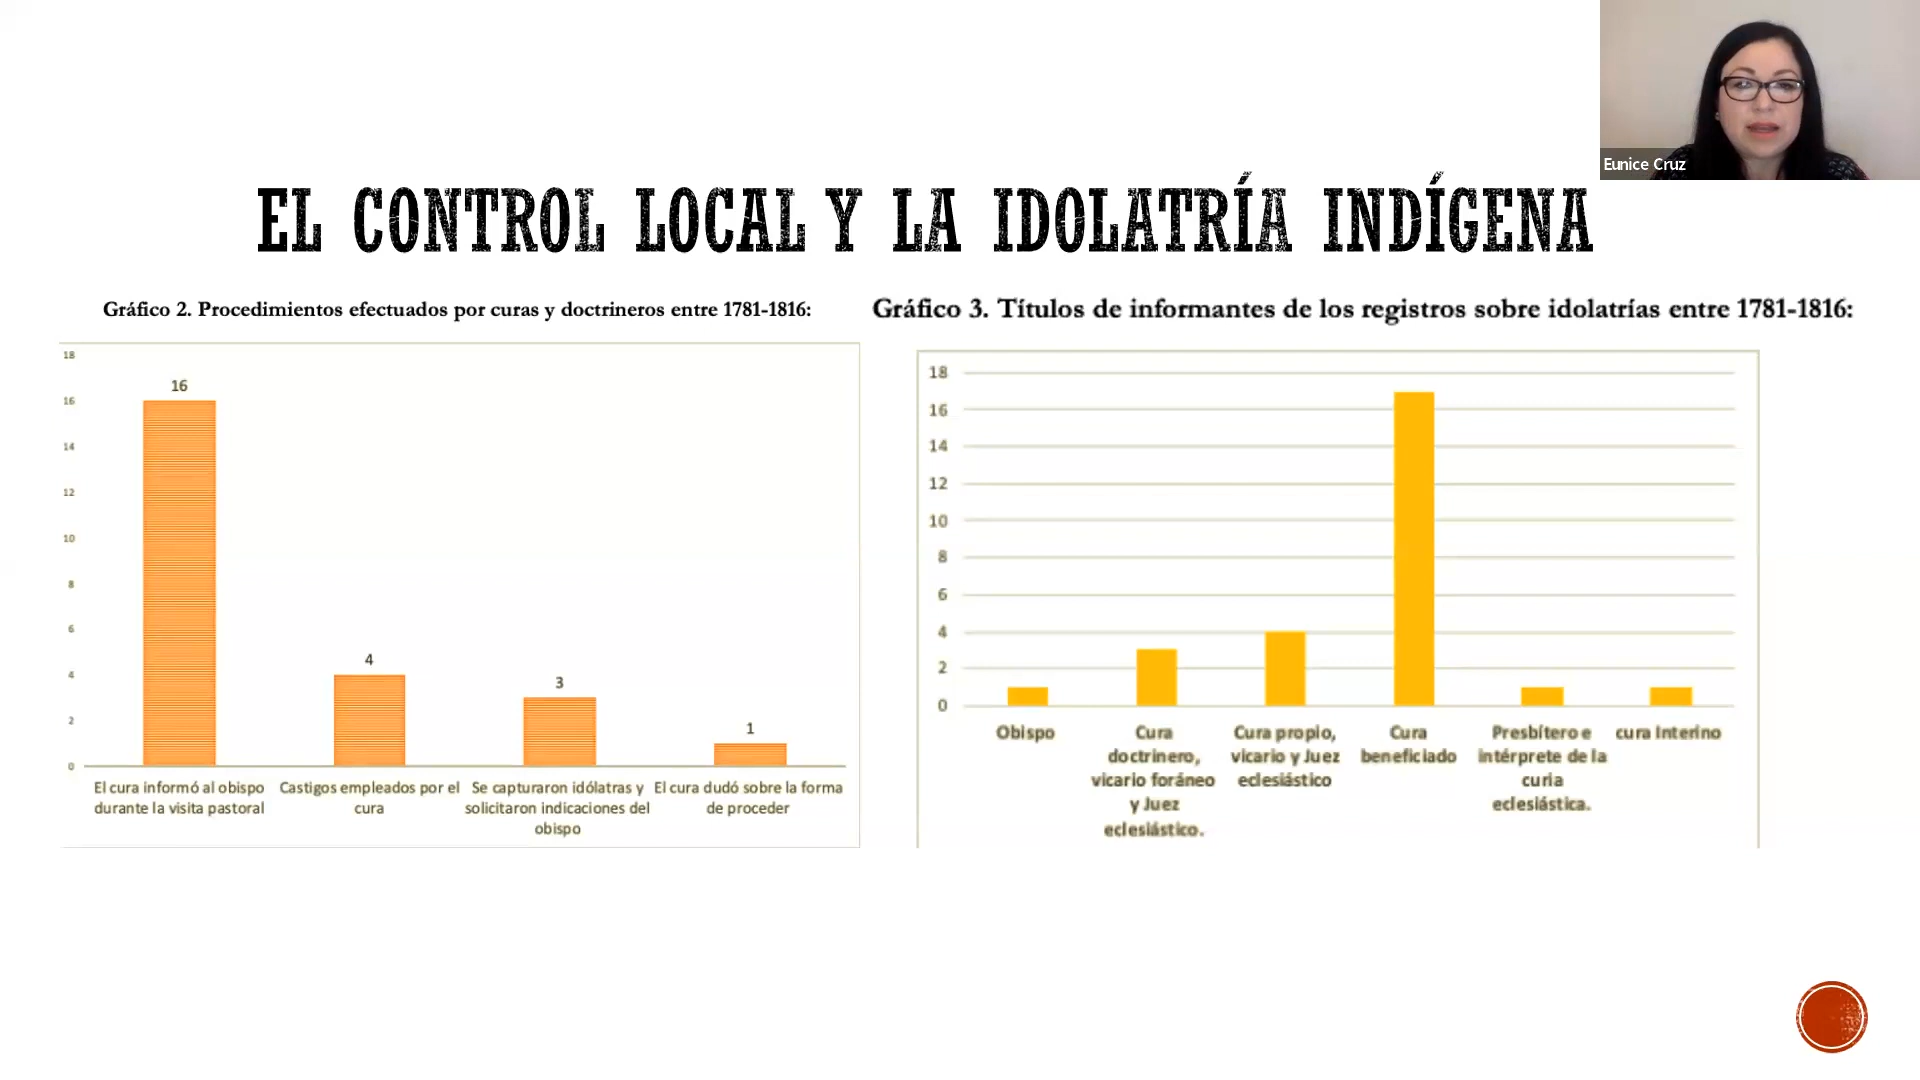 Eunice Cruz
EL CONTROL LOCAL Y LA IDOLATRÍA INDÍGENA
Gráfico 2. Procedimientos efectuados por curas y doctrineros entre 1781-1816:
18
16
14
12
10
8
6
4
2
0
16
4
3
1
El cura informó al obispo
durante la visita pastoral
Castigos empleados por el
cura
Se capturaron idólatras y
solicitaron indicaciones del
obispo
El cura dudó sobre la forma
de proceder
Gráfico 3. Títulos de informantes de los registros sobre idolatrías entre 1781-1816:
18
16
14
12
10
8
6
4
2
0
Obispo
Cura
doctrinero,
vicario foráneo
y Juez
eclesiástico.
Cura propio,
vicario y Juez
eclesiástico
Cura
beneficiado
Presbítero e
intérprete de la
curia
eclesiástica.
cura Interino